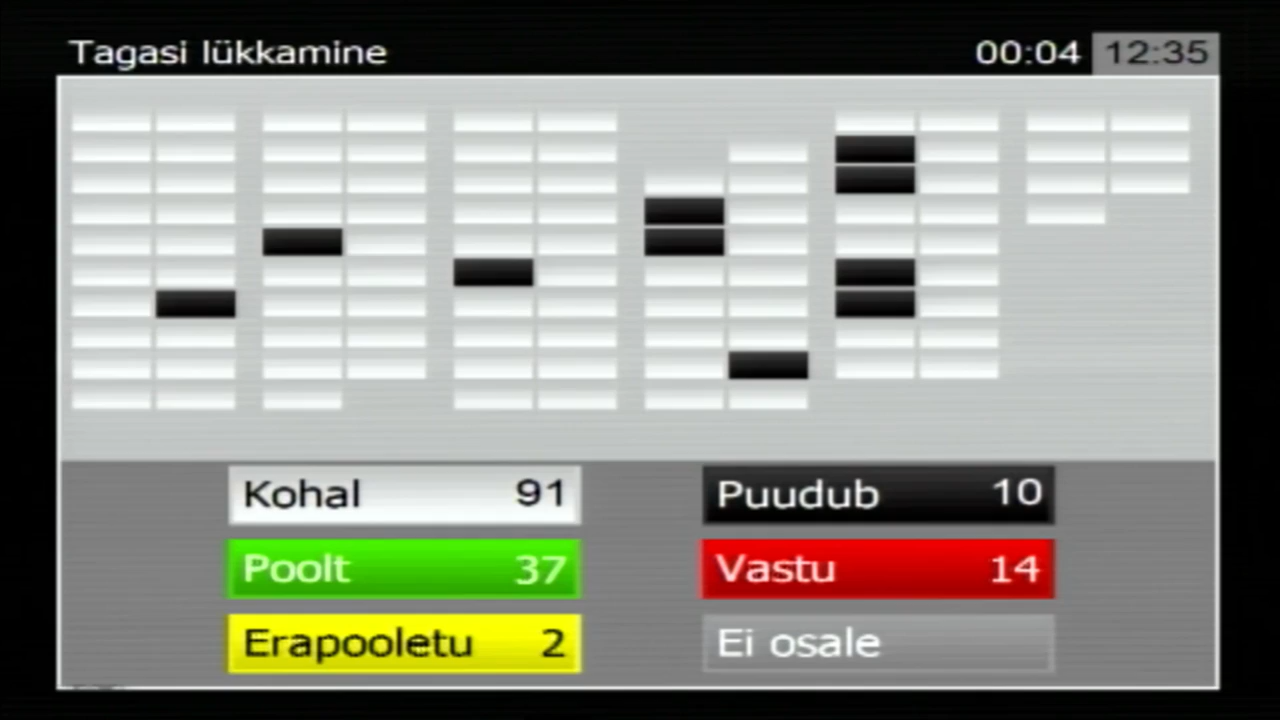 Tagasi lükkamine 00:04 12:35
Kohal 91 Puudub 10
Poolt 37 Vastu 14
Erapooletu 2 Ei osale